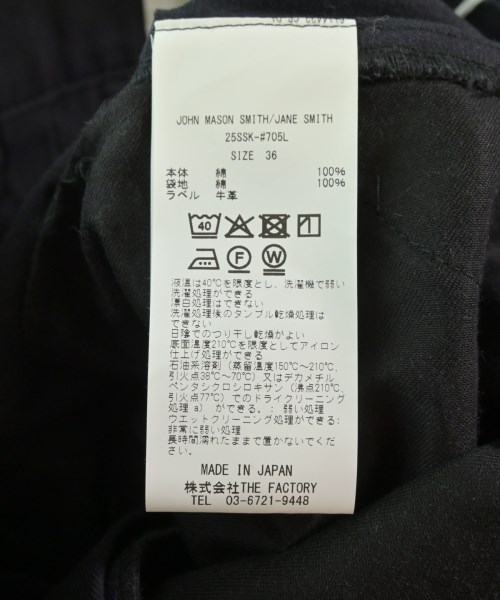 JOHN MASON SMITH/JANE SMITH
25SSK-#705L
SIZE 36
本体 綿 100%
袋地 綿 100%
ラベル 牛革
40
F W
液温は40℃を限度とし、洗濯機で弱い
洗濯処理ができる
漂白処理はできない
洗濯処理後のタンブル乾燥処理は
できない
日陰でのつり干し乾燥がよい
底面温度210℃を限度としてアイロン
仕上げ処理ができる
石油系溶剤（蒸留温度150℃～210℃、
引火点38℃～70℃）又はデカメチル
ペンタシクロシロキサン（沸点210℃、
引火点77℃）でのドライクリーニング
処理 a） ができる。：弱い処理
ウエットクリーニング処理ができる：
非常に弱い処理
長時間濡れたままで置かないでくだ
さい。
MADE IN JAPAN
株式会社THE FACTORY
TEL 03-6721-9448